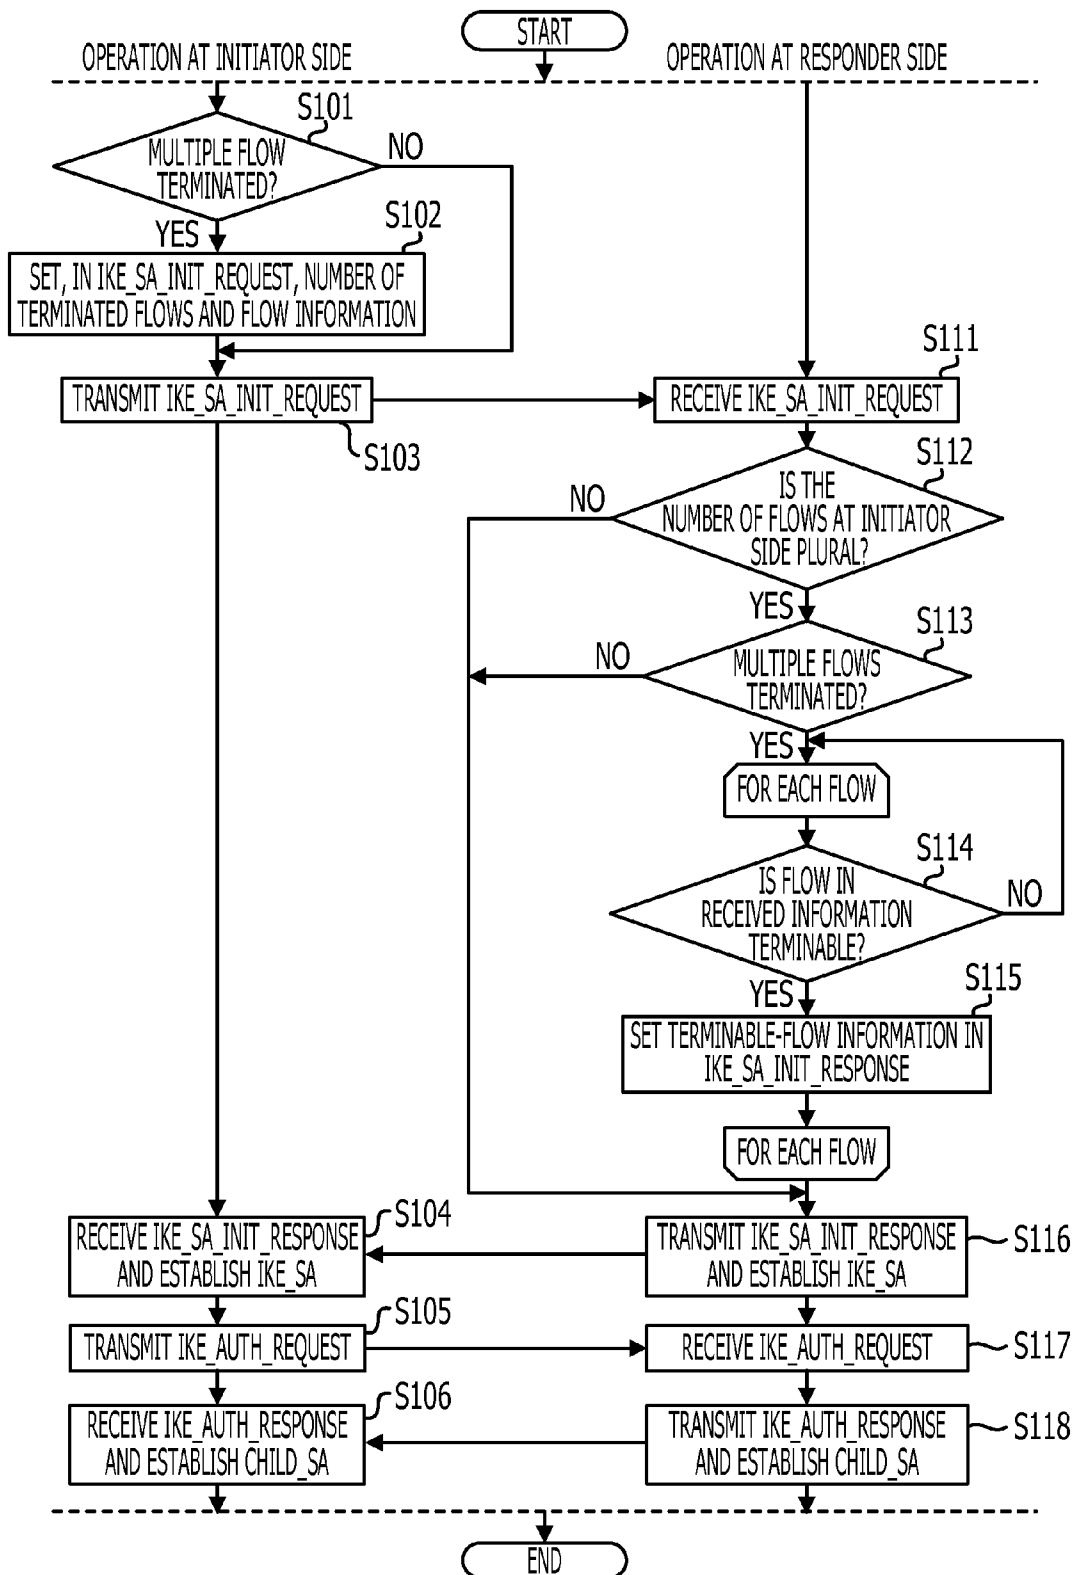 START
OPERATION AT INITIATOR SIDE
OPERATION AT RESPONDER SIDE
S101
MULTIPLE FLOW
TERMINATED?
NO
YES
S102
SET, IN IKE_SA_INIT_REQUEST, NUMBER OF
TERMINATED FLOWS AND FLOW INFORMATION
TRANSMIT IKE_SA_INIT_REQUEST
S103
S111
RECEIVE IKE_SA_INIT_REQUEST
S112
IS THE
NUMBER OF FLOWS AT INITIATOR
SIDE PLURAL?
NO
YES
S113
MULTIPLE FLOWS
TERMINATED?
NO
YES
FOR EACH FLOW
S114
IS FLOW IN
RECEIVED INFORMATION
TERMINABLE?
NO
YES
S115
SET TERMINABLE-FLOW INFORMATION IN
IKE_SA_INIT_RESPONSE
FOR EACH FLOW
S104
RECEIVE IKE_SA_INIT_RESPONSE
AND ESTABLISH IKE_SA
TRANSMIT IKE_SA_INIT_RESPONSE
AND ESTABLISH IKE_SA
S116
S105
TRANSMIT IKE_AUTH_REQUEST
RECEIVE IKE_AUTH_REQUEST
S117
S106
RECEIVE IKE_AUTH_RESPONSE
AND ESTABLISH CHILD_SA
TRANSMIT IKE_AUTH_RESPONSE
AND ESTABLISH CHILD_SA
S118
END